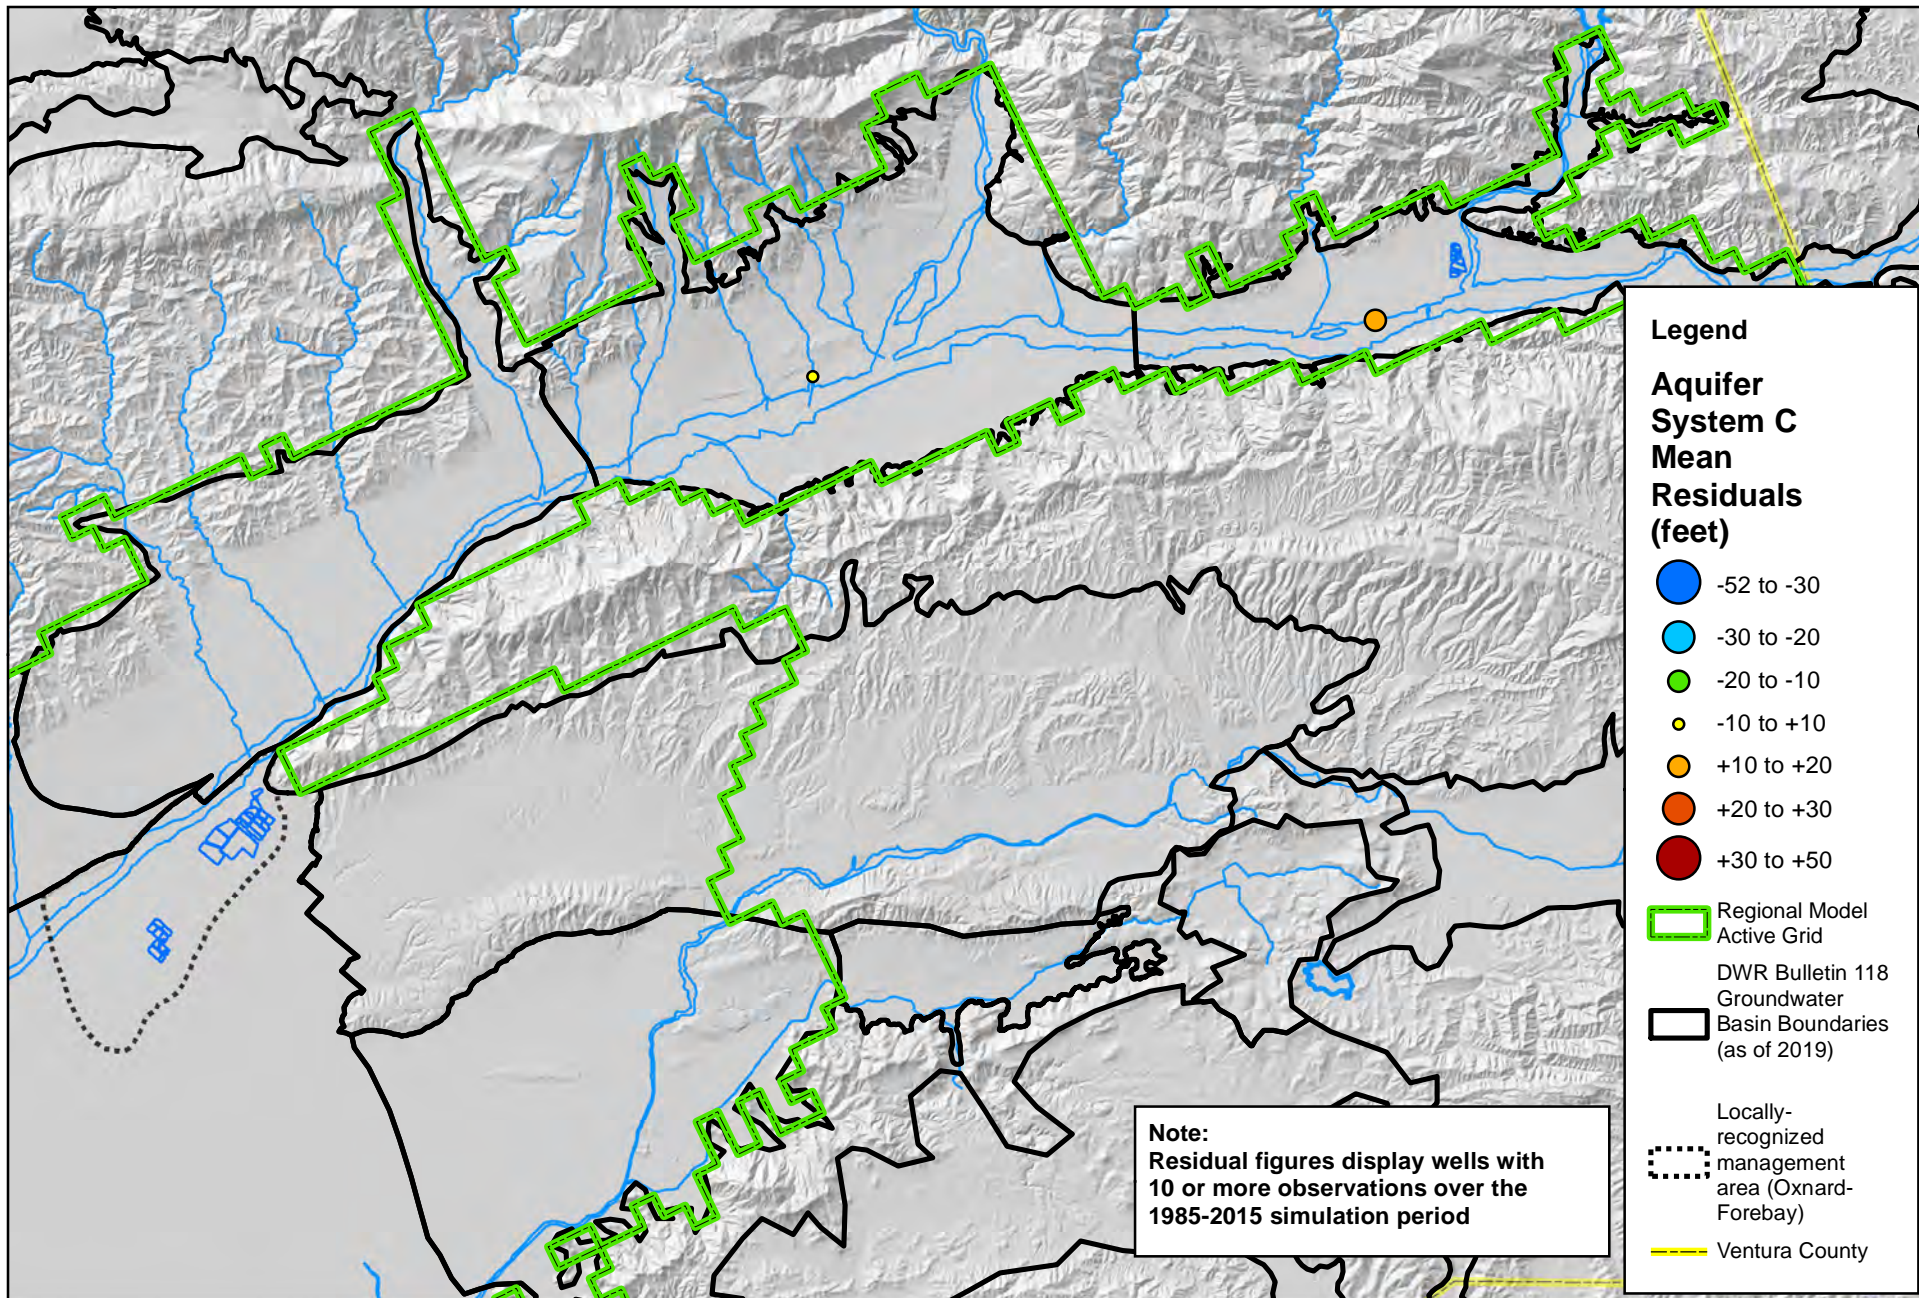 Legend
Aquifer
System C
Mean
Residuals
(feet)
-52 to -30
-30 to -20
-20 to -10
-10 to +10
+10 to +20
+20 to +30
+30 to +50
Regional Model
Active Grid
DWR Bulletin 118
Groundwater
Basin Boundaries
(as of 2019)
Locally-
recognized
management
area (Oxnard-
Forebay)
Ventura County
Note:
Residual figures display wells with
10 or more observations over the
1985-2015 simulation period